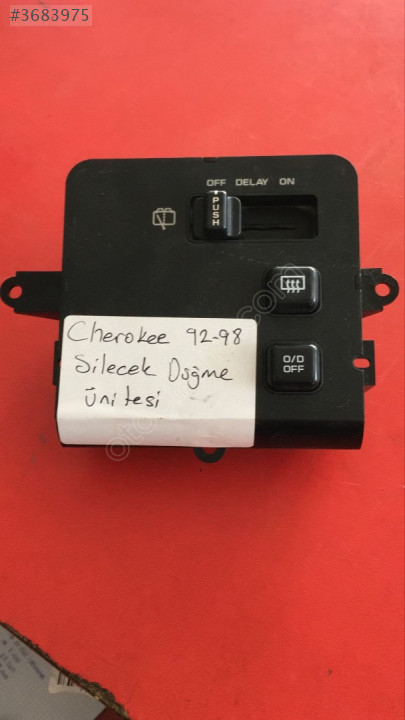 #3683975
OFF DELAY ON
PUSH
Cherokee 92-98
Silecek Düğme
ünitesi
O/D
OFF